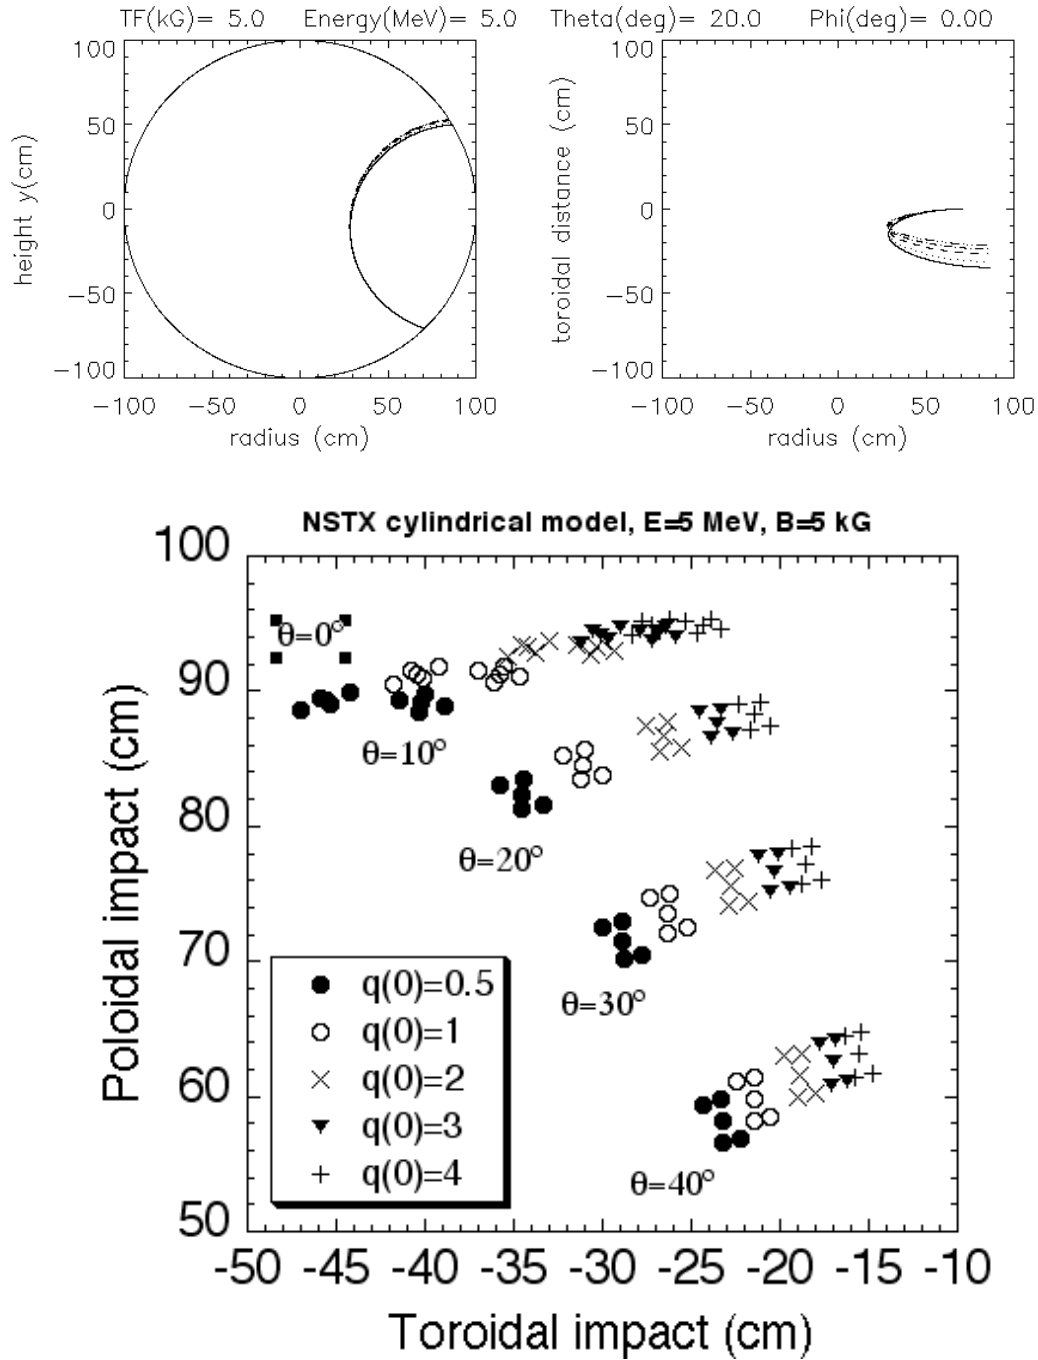 TF(kG)= 5.0 Energy(MeV)= 5.0 Theta(deg)= 20.0 Phi(deg)= 0.00
100
50
0
−50
−100
height y(cm)
−100 −50 0 50 100
radius (cm)
100
50
0
−50
−100
toroidal distance (cm)
−100 −50 0 50 100
radius (cm)
NSTX cylindrical model, E=5 MeV, B=5 kG
100
90
80
70
60
50
Poloidal impact (cm)
θ=0°
θ=10°
θ=20°
θ=30°
θ=40°
q(0)=0.5
q(0)=1
q(0)=2
q(0)=3
q(0)=4
-50 -45 -40 -35 -30 -25 -20 -15 -10
Toroidal impact (cm)